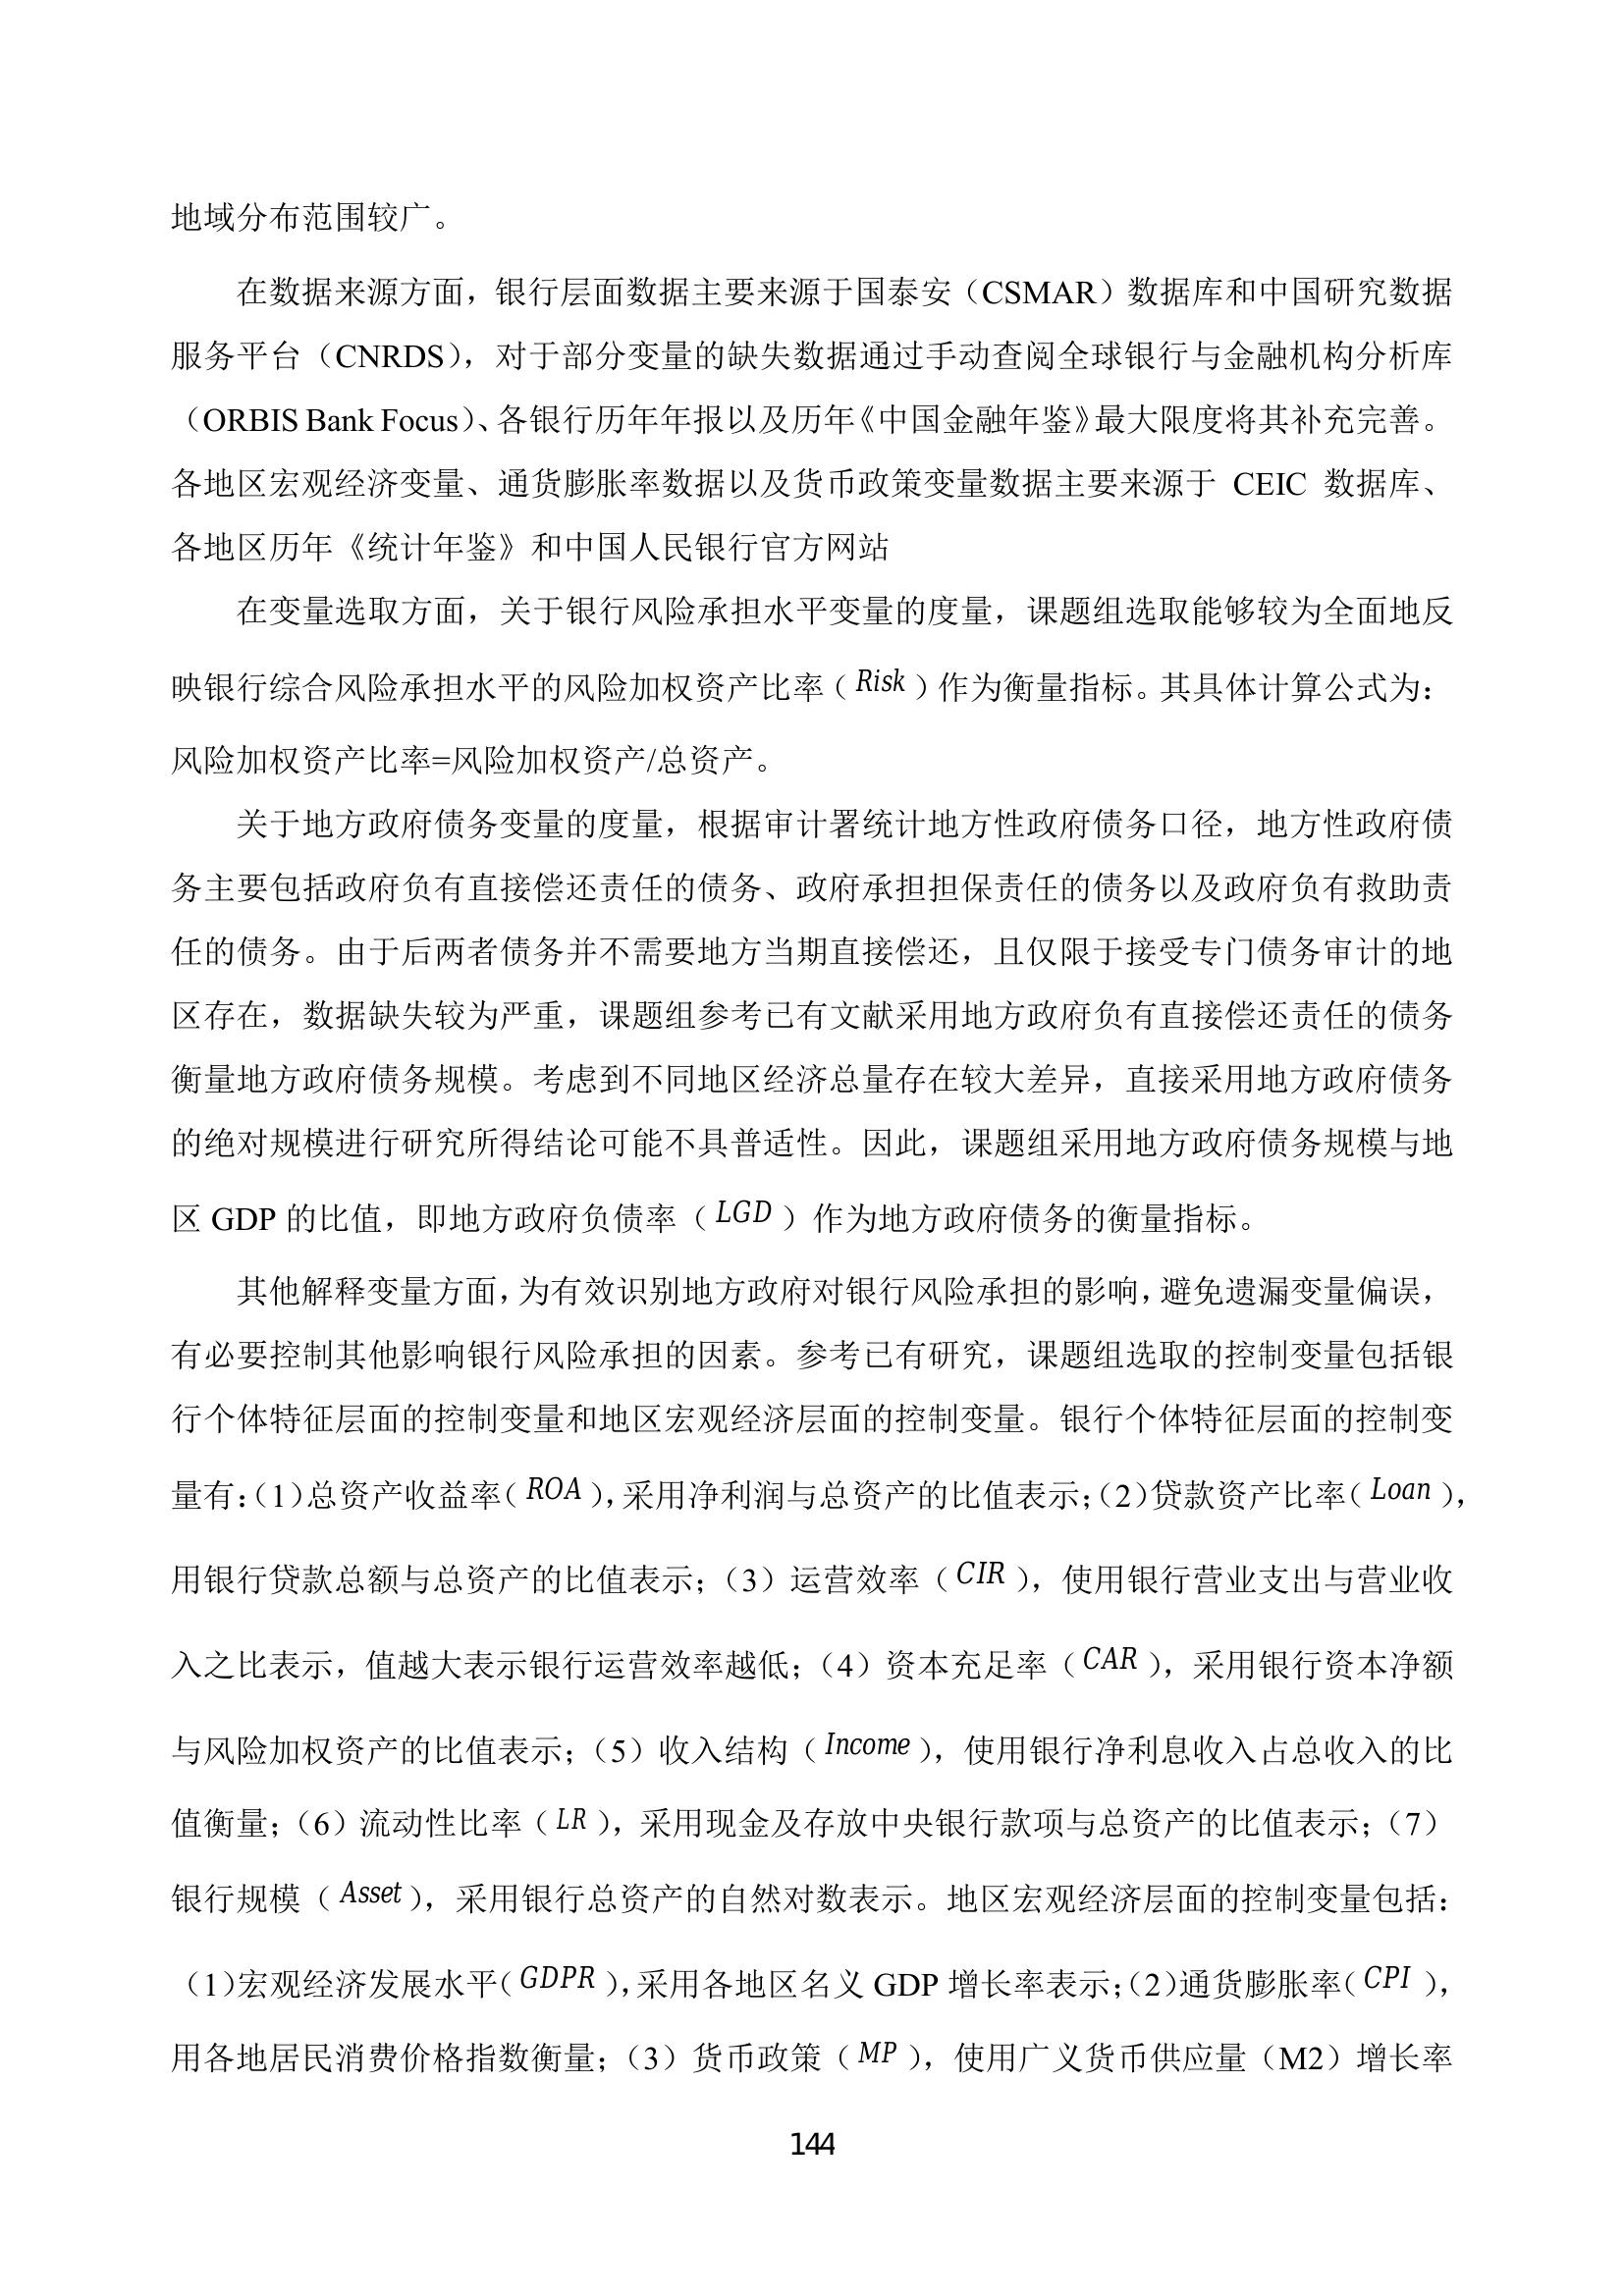 地域分布范围较广。
在数据来源方面，银行层面数据主要来源于国泰安（CSMAR）数据库和中国研究数据
服务平台（CNRDS），对于部分变量的缺失数据通过手动查阅全球银行与金融机构分析库
（ORBIS Bank Focus）、各银行历年年报以及历年《中国金融年鉴》最大限度将其补充完善。
各地区宏观经济变量、通货膨胀率数据以及货币政策变量数据主要来源于 CEIC 数据库、
各地区历年《统计年鉴》和中国人民银行官方网站
在变量选取方面，关于银行风险承担水平变量的度量，课题组选取能够较为全面地反
映银行综合风险承担水平的风险加权资产比率（Risk）作为衡量指标。其具体计算公式为：
风险加权资产比率=风险加权资产/总资产。
关于地方政府债务变量的度量，根据审计署统计地方性政府债务口径，地方性政府债
务主要包括政府负有直接偿还责任的债务、政府承担担保责任的债务以及政府负有救助责
任的债务。由于后两者债务并不需要地方当期直接偿还，且仅限于接受专门债务审计的地
区存在，数据缺失较为严重，课题组参考已有文献采用地方政府负有直接偿还责任的债务
衡量地方政府债务规模。考虑到不同地区经济总量存在较大差异，直接采用地方政府债务
的绝对规模进行研究所得结论可能不具普适性。因此，课题组采用地方政府债务规模与地
区 GDP 的比值，即地方政府负债率（LGD）作为地方政府债务的衡量指标。
其他解释变量方面，为有效识别地方政府对银行风险承担的影响，避免遗漏变量偏误，
有必要控制其他影响银行风险承担的因素。参考已有研究，课题组选取的控制变量包括银
行个体特征层面的控制变量和地区宏观经济层面的控制变量。银行个体特征层面的控制变
量有：（1）总资产收益率（ROA），采用净利润与总资产的比值表示；（2）贷款资产比率（Loan），
用银行贷款总额与总资产的比值表示；（3）运营效率（CIR），使用银行营业支出与营业收
入之比表示，值越大表示银行运营效率越低；（4）资本充足率（CAR），采用银行资本净额
与风险加权资产的比值表示；（5）收入结构（Income），使用银行净利息收入占总收入的比
值衡量；（6）流动性比率（LR），采用现金及存放中央银行款项与总资产的比值表示；（7）
银行规模（Asset），采用银行总资产的自然对数表示。地区宏观经济层面的控制变量包括：
（1）宏观经济发展水平（GDPR），采用各地区名义 GDP 增长率表示；（2）通货膨胀率（CPI），
用各地居民消费价格指数衡量；（3）货币政策（MP），使用广义货币供应量（M2）增长率
144